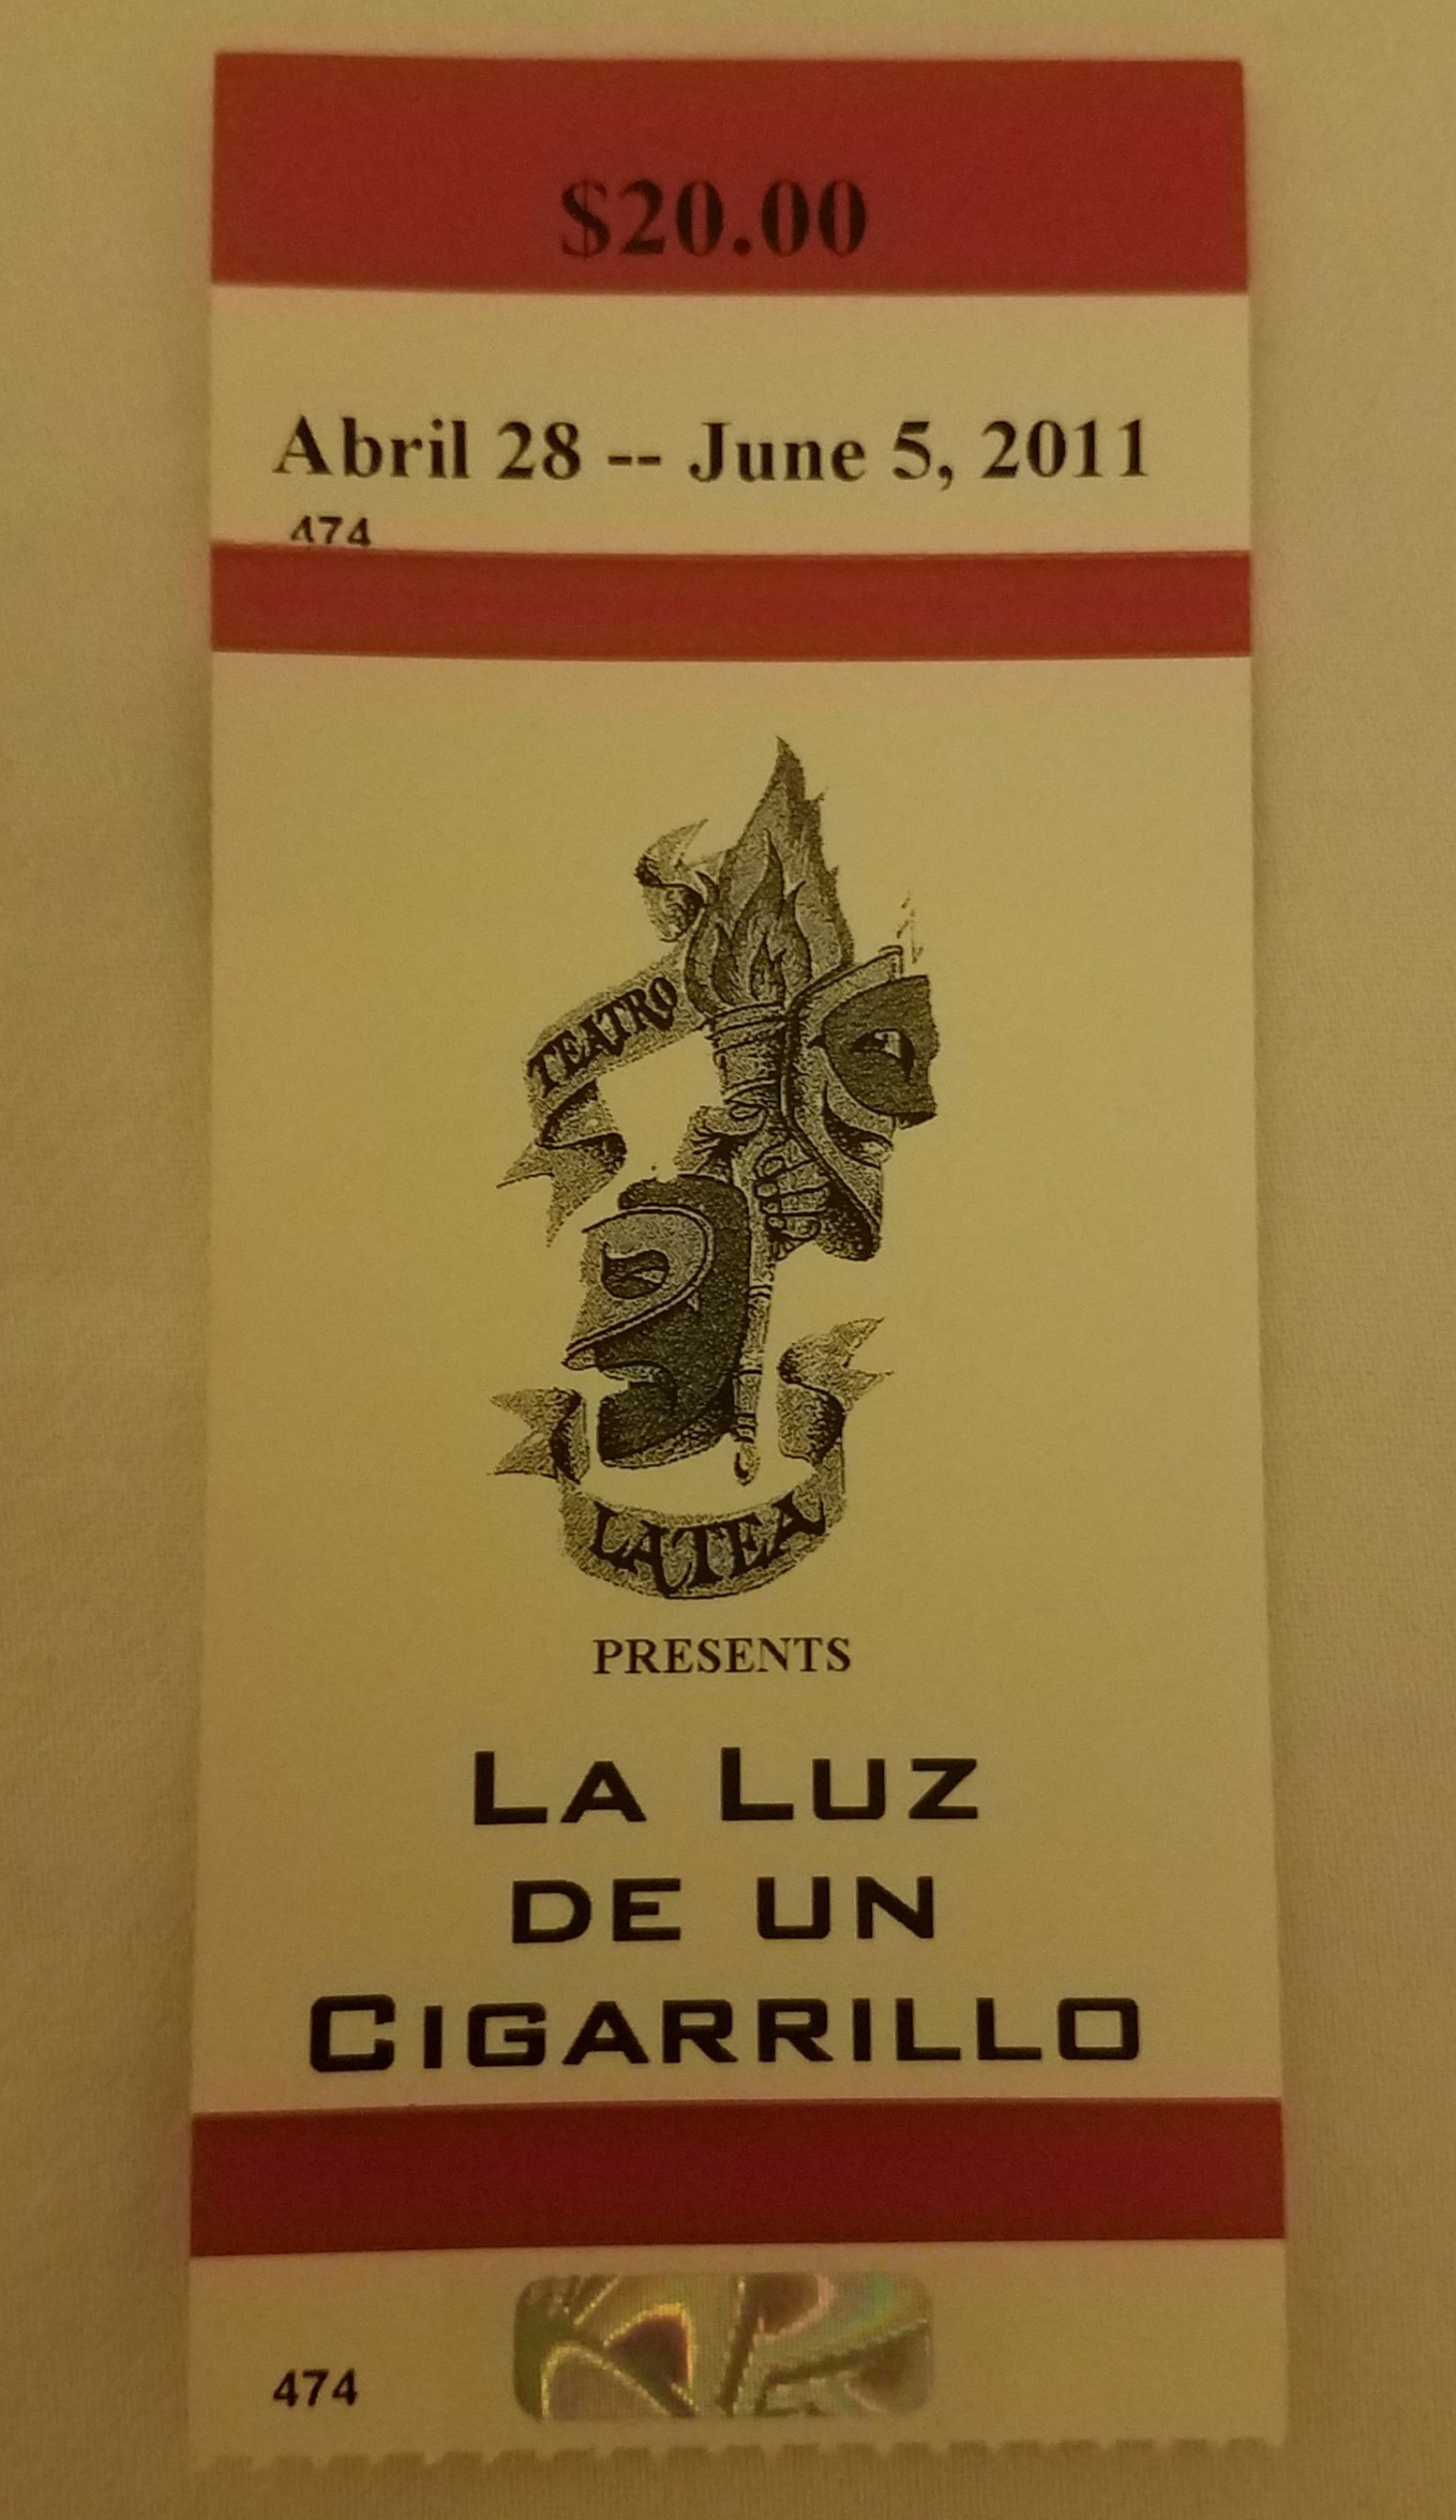 $20.00
Abril 28 -- June 5, 2011
474
TEATRO
LATEA
PRESENTS
LA LUZ
DE UN
CIGARRILLO
474